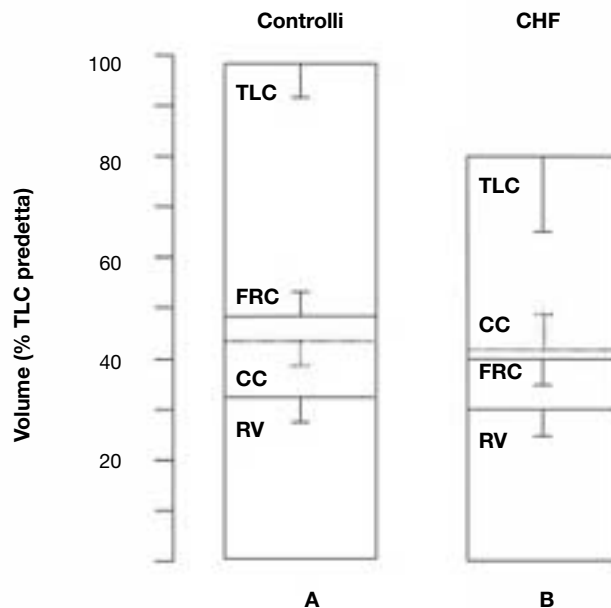 Controlli
CHF
Volume (% TLC predetta)
100
80
60
40
20
TLC
FRC
CC
RV
TLC
CC
FRC
RV
A
B